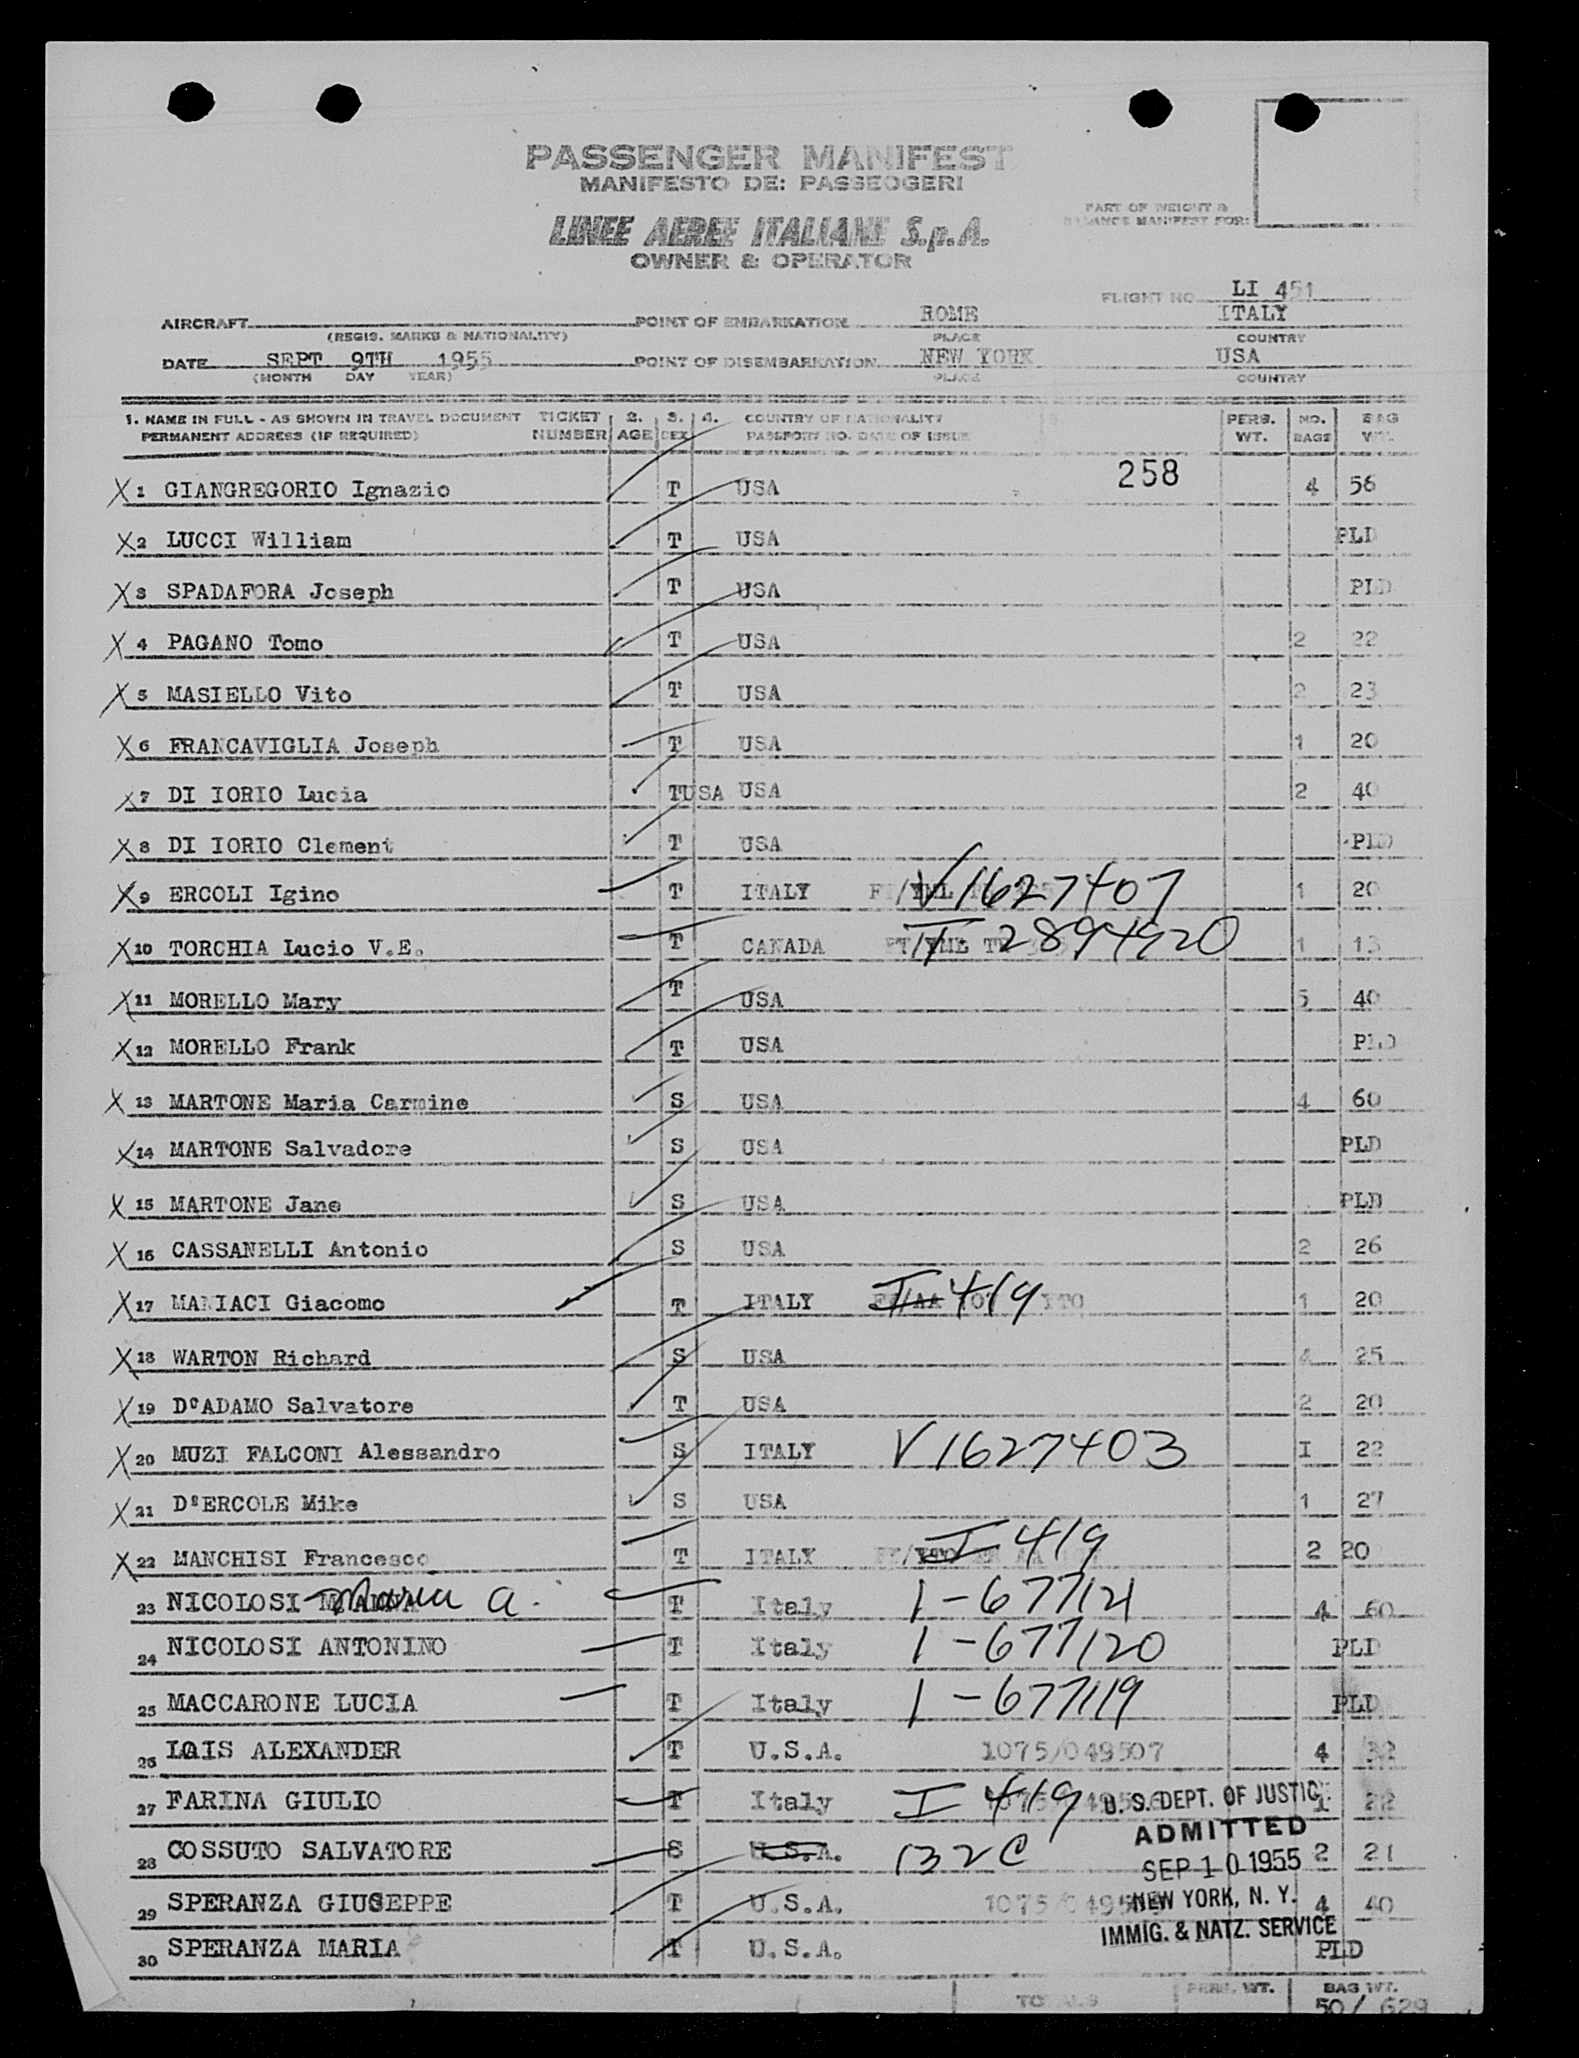 PASSENGER MANIFEST
MANIFESTO DE: PASSEOGERI
LINEE AEREE ITALIANE S.p.A.
OWNER & OPERATOR
PART OF WEIGHT &
BALANCE MANIFEST FOR:
FLIGHT NO. LI 451
AIRCRAFT POINT OF EMBARKATION ROME ITALY
(REGIS. MARKS & NATIONALITY) PLACE COUNTRY
DATE SEPT 9TH 1955 POINT OF DISEMBARKATION NEW YORK USA
(MONTH DAY YEAR) PLACE COUNTRY
1. NAME IN FULL - AS SHOWN IN TRAVEL DOCUMENT TICKET 2. 3. 4. COUNTRY OF NATIONALITY PERS. NO. BAG
PERMANENT ADDRESS (IF REQUIRED) NUMBER AGE SEX PASSPORT NO. DATE OF ISSUE WT. BAGS WT.
258
X 1 GIANGREGORIO Ignazio T USA 4 56
X 2 LUCCI William T USA PLD
X 3 SPADAFORA Joseph T USA PLD
X 4 PAGANO Tomo T USA 2 22
X 5 MASIELLO Vito T USA 2 23
X 6 FRANCAVIGLIA Joseph T USA 1 20
X 7 DI IORIO Lucia TUSA USA 2 40
X 8 DI IORIO Clement T USA PLD
X 9 ERCOLI Igino T ITALY V1627407 1 20
X 10 TORCHIA Lucio V.E. T CANADA 2894920 1 13
X 11 MORELLO Mary T USA 5 40
X 12 MORELLO Frank T USA PLD
X 13 MARTONE Maria Carmine S USA 4 60
X 14 MARTONE Salvadore S USA PLD
X 15 MARTONE Jane S USA PLD
X 16 CASSANELLI Antonio S USA 2 26
X 17 MANIACI Giacomo T ITALY I 419 YTO 1 20
X 18 WARTON Richard S USA 4 25
X 19 D'ADAMO Salvatore T USA 2 20
X 20 MUZI FALCONI Alessandro S ITALY V1627403 I 22
X 21 D'ERCOLE Mike S USA 1 27
X 22 MANCHISI Francesco T ITALY I 419 2 20
23 NICOLOSI Maria a. T Italy 1-677121 4 60
24 NICOLOSI ANTONINO T Italy 1-677120 PLD
25 MACCARONE LUCIA T Italy 1-677119 PLD
26 IAIS ALEXANDER T U.S.A. 1075/049507 4 32
27 FARINA GIULIO T Italy I 419 1 22
28 COSSUTO SALVATORE S U.S.A. 132C 2 21
29 SPERANZA GIUSEPPE T U.S.A. 4 40
30 SPERANZA MARIA T U.S.A. PLD
U. S. DEPT. OF JUSTICE
ADMITTED
SEP 10 1955
NEW YORK, N. Y.
IMMIG. & NATZ. SERVICE
TOTALS PERS. WT. BAG WT.
50/ 629